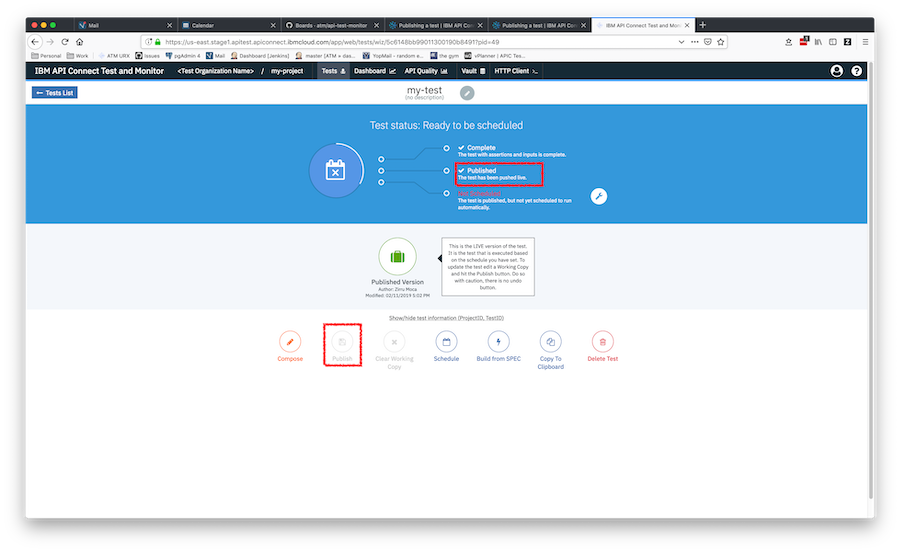 Mail
Calendar
Boards - atm/api-test-monitor
Publishing a test | IBM API Conn
Publishing a test | IBM API Conn
IBM API Connect Test and Moni
https://us-east.stage1.apitest.apiconnect.ibmcloud.com/app/web/tests/wiz/5c6148bb99011300190b8491?pid=49
Personal
Work
ATM URX
Issues
pgAdmin 4
Mail
Dashboard [Jenkins]
master [ATM + das...
YopMail - random e...
the gym
vPlanner | APIC Tes...
IBM API Connect Test and Monitor
<Test Organization Name> / my-project
Tests
Dashboard
API Quality
Vault
HTTP Client
← Tests List
my-test
(no description)
Test status: Ready to be scheduled
Complete
The test with assertions and inputs is complete.
Published
The test has been pushed live.
The test is published, but not yet scheduled to run
automatically.
Published Version
Author: Zirru Moca
Modified: 02/11/2019 5:02 PM
This is the LIVE version of the test.
It is the test that is executed based
on the schedule you have set. To
update the test edit a Working Copy
and hit the Publish button. Do so
with caution, there is no undo
button.
Show/hide test information (ProjectID, TestID)
Compose
Publish
Clear Working
Copy
Schedule
Build from SPEC
Copy To
Clipboard
Delete Test